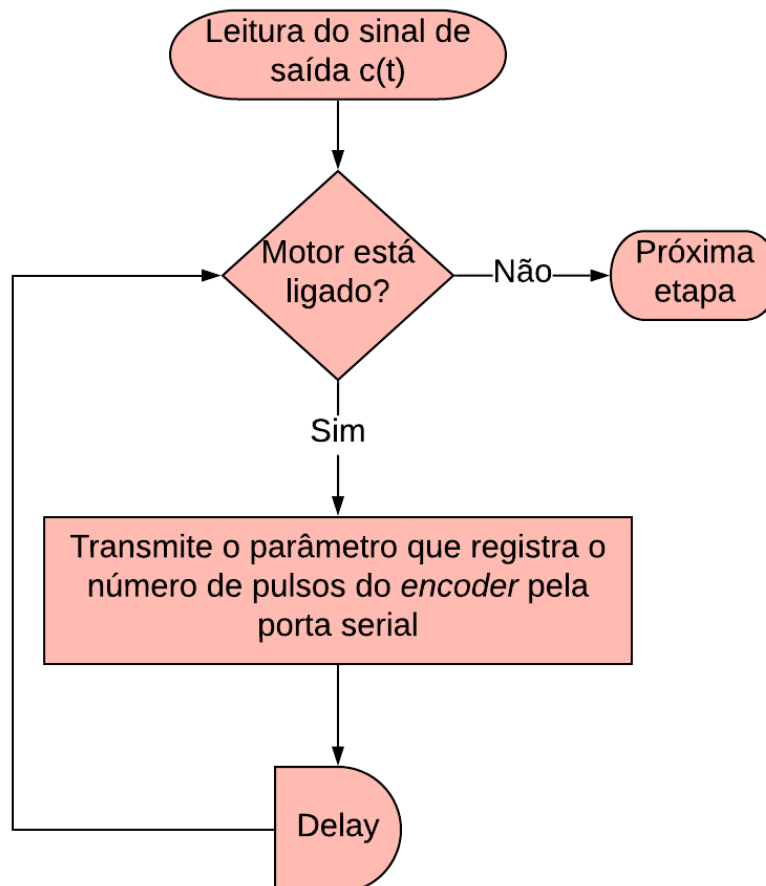 Leitura do sinal de
saída c(t)
Motor está
ligado?
Não
Próxima
etapa
Sim
Transmite o parâmetro que registra o
número de pulsos do encoder pela
porta serial
Delay